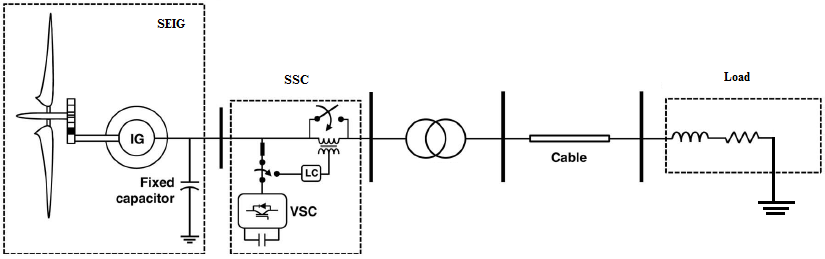 SEIG
SSC
Load
IG
LC
Cable
Fixed
capacitor
VSC